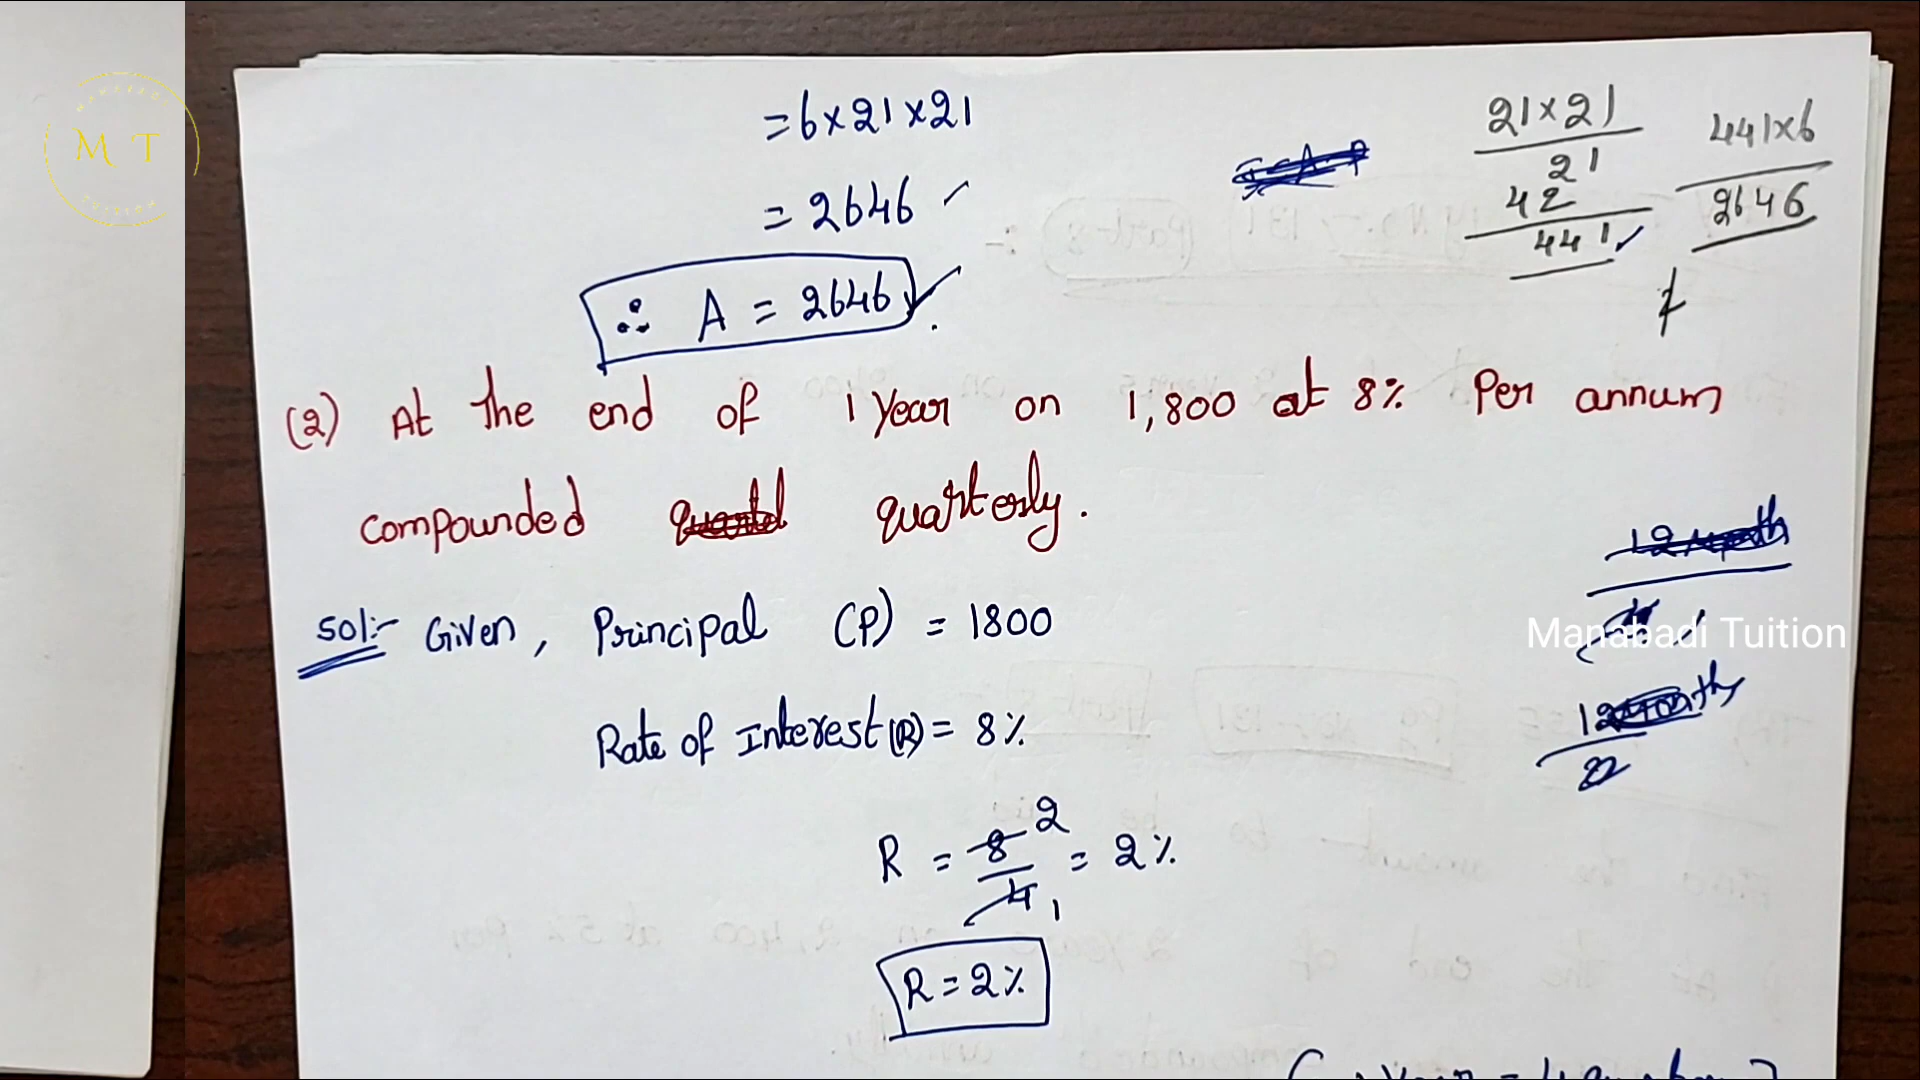 = 6 x 21 x 21
= 2646
∴ A = 2646
21 x 21
21
42
441
441 x 6
2646
(2) At the end of 1 year on 1,800 at 8% Per annum
compounded quarterly.
Sol:- Given, Principal (P) = 1800
Rate of Interest (R) = 8%
R = 8/4 = 2%
2
1
R = 2%
M T
Manabadi Tuition